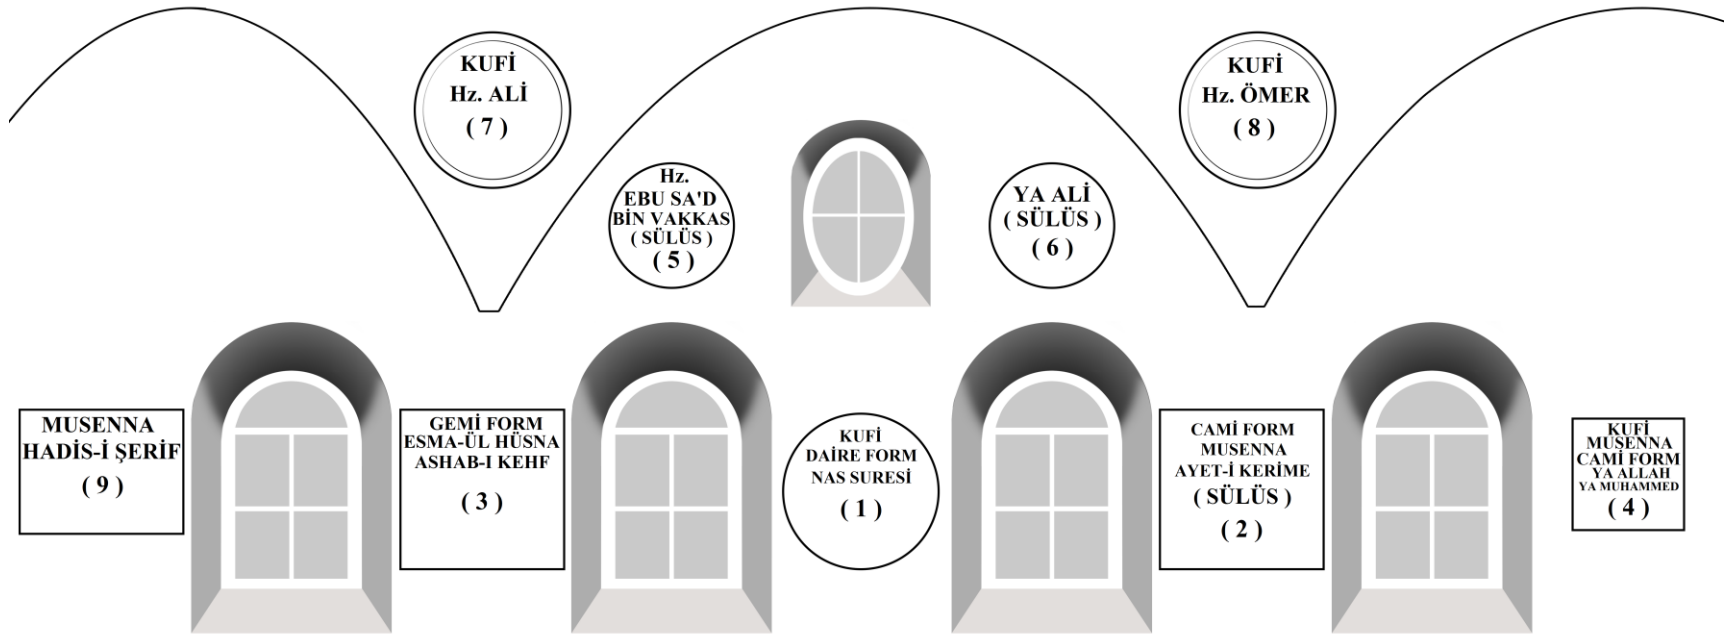 KUFİ
Hz. ALİ
( 7 )
KUFİ
Hz. ÖMER
( 8 )
Hz.
EBU SA'D
BİN VAKKAS
( SÜLÜS )
( 5 )
YA ALİ
( SÜLÜS )
( 6 )
MUSENNA
HADİS-İ ŞERİF
( 9 )
GEMİ FORM
ESMA-ÜL HÜSNA
ASHAB-I KEHF
( 3 )
KUFİ
DAİRE FORM
NAS SURESİ
( 1 )
CAMİ FORM
MUSENNA
AYET-İ KERİME
( SÜLÜS )
( 2 )
KUFİ
MUSENNA
CAMİ FORM
YA ALLAH
YA MUHAMMED
( 4 )